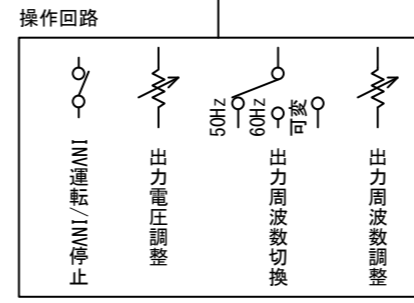 操作回路
INV運転/INV停止
出力電圧調整
50Hz
60Hz
可変
出力周波数切換
出力周波数調整